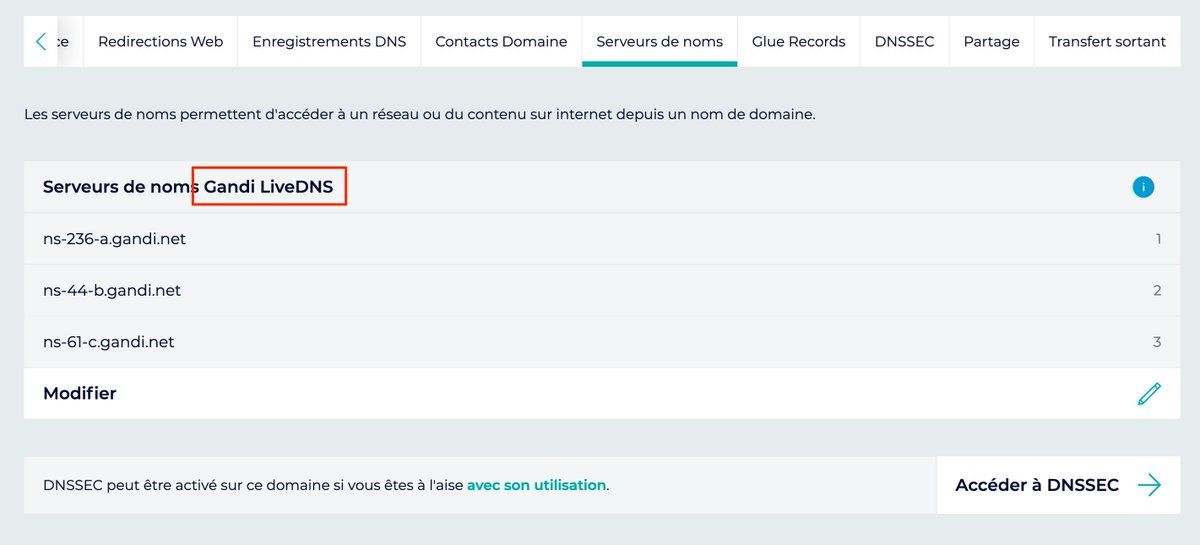 ce
Redirections Web
Enregistrements DNS
Contacts Domaine
Serveurs de noms
Glue Records
DNSSEC
Partage
Transfert sortant
Les serveurs de noms permettent d'accéder à un réseau ou du contenu sur internet depuis un nom de domaine.
Serveurs de noms Gandi LiveDNS
i
ns-236-a.gandi.net
1
ns-44-b.gandi.net
2
ns-61-c.gandi.net
3
Modifier
DNSSEC peut être activé sur ce domaine si vous êtes à l'aise avec son utilisation.
Accéder à DNSSEC